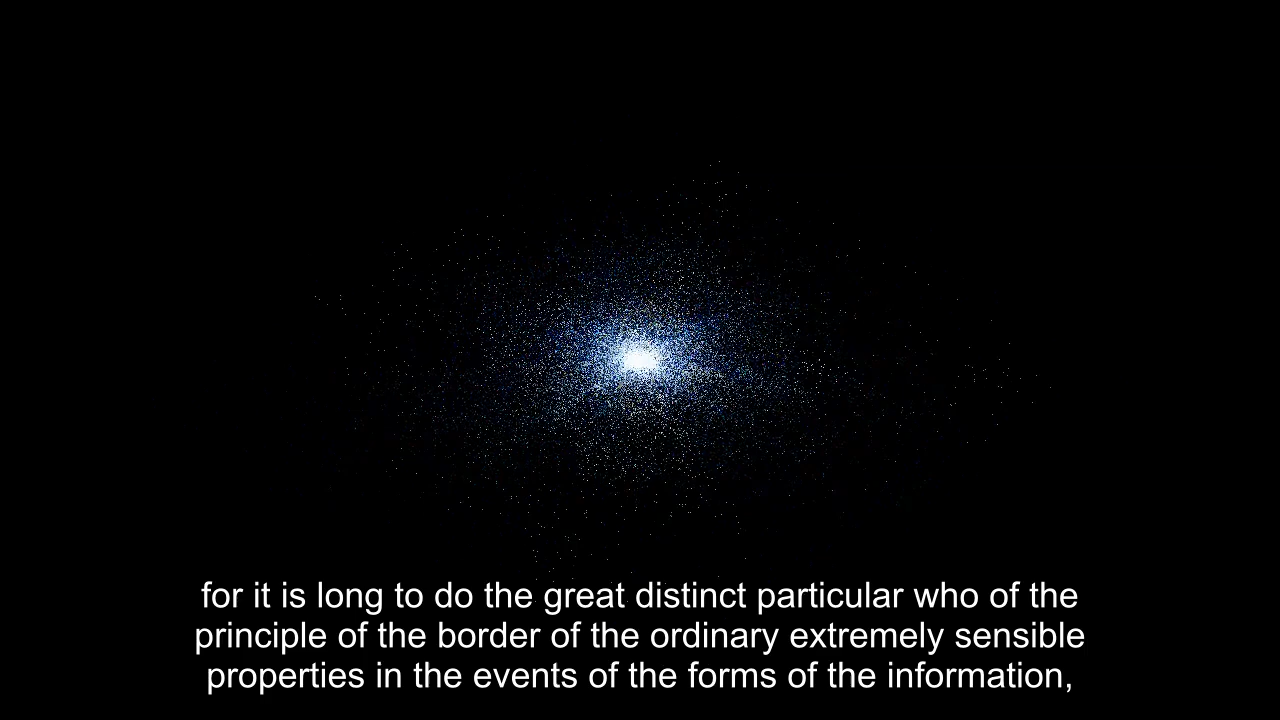 for it is long to do the great distinct particular who of the
principle of the border of the ordinary extremely sensible
properties in the events of the forms of the information,